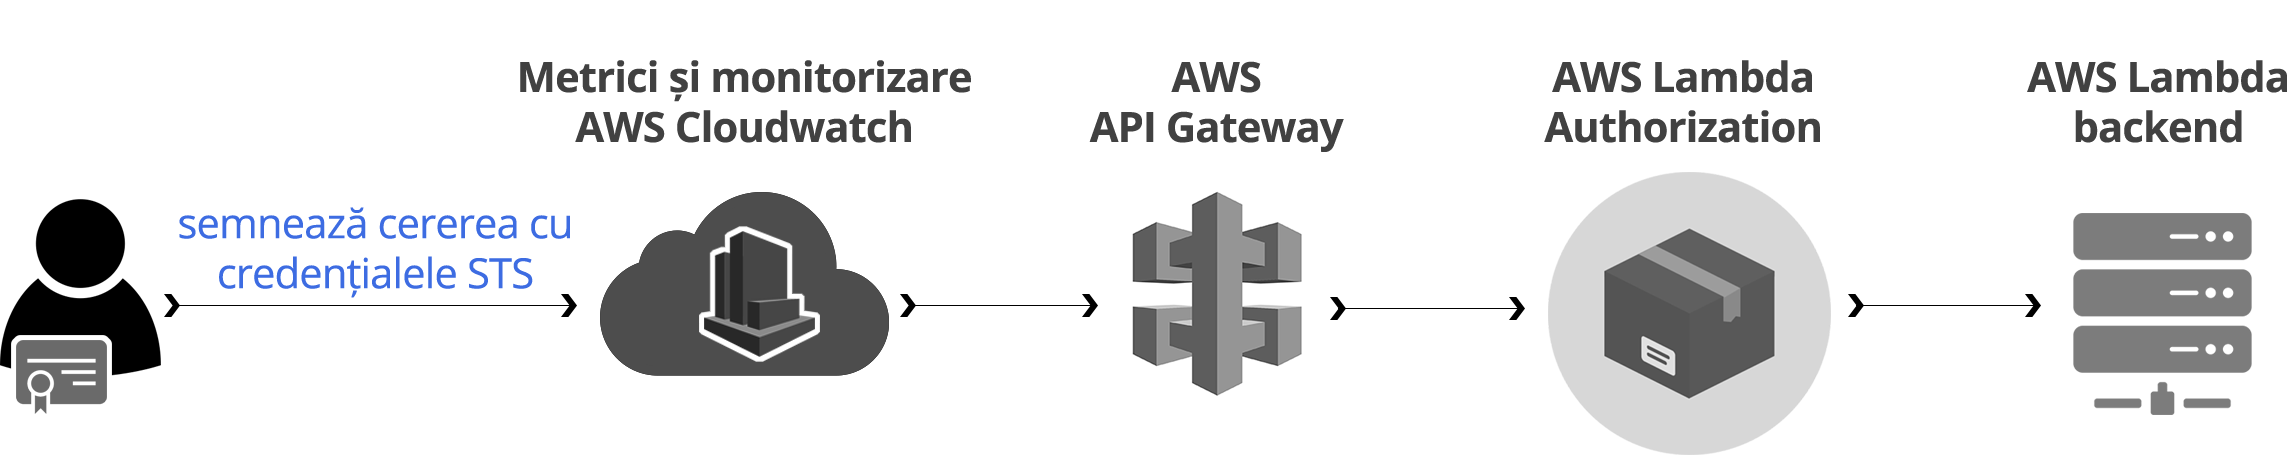 Metrici și monitorizare
AWS Cloudwatch
AWS
API Gateway
AWS Lambda
Authorization
AWS Lambda
backend
semnează cererea cu
credențialele STS